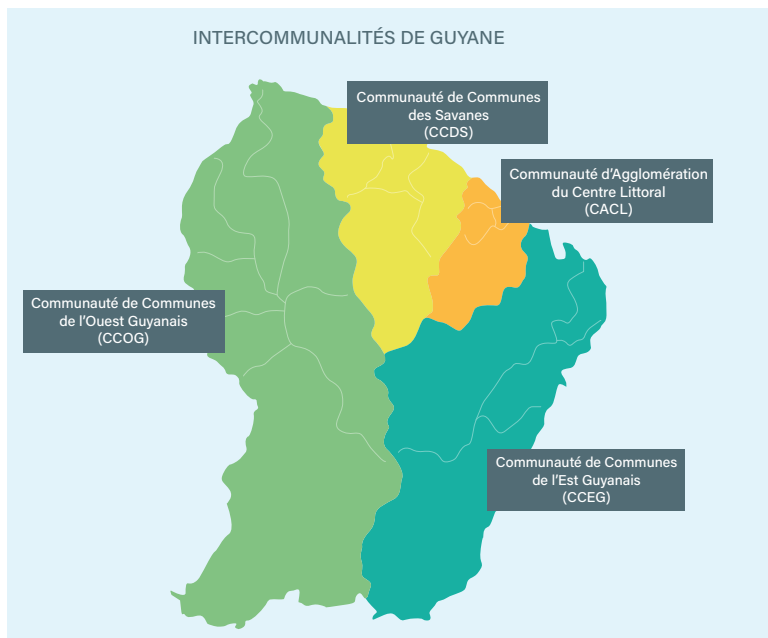 INTERCOMMUNALITÉS DE GUYANE
Communauté de Communes
des Savanes
(CCDS)
Communauté d'Agglomération
du Centre Littoral
(CACL)
Communauté de Communes
de l'Ouest Guyanais
(CCOG)
Communauté de Communes
de l'Est Guyanais
(CCEG)